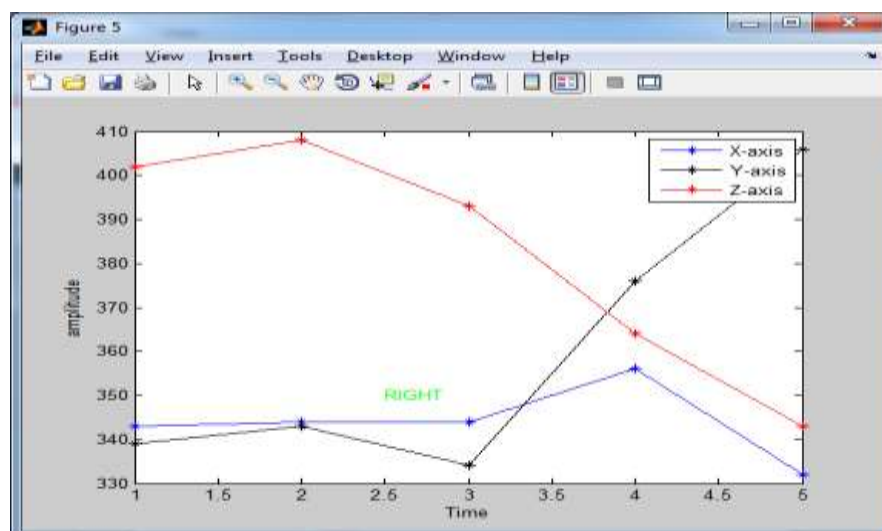 Figure 5
File Edit View Insert Tools Desktop Window Help
410
400
390
380
370
360
350
340
330
amplitude
X-axis
Y-axis
Z-axis
RIGHT
1 1.5 2 2.5 3 3.5 4 4.5 5
Time